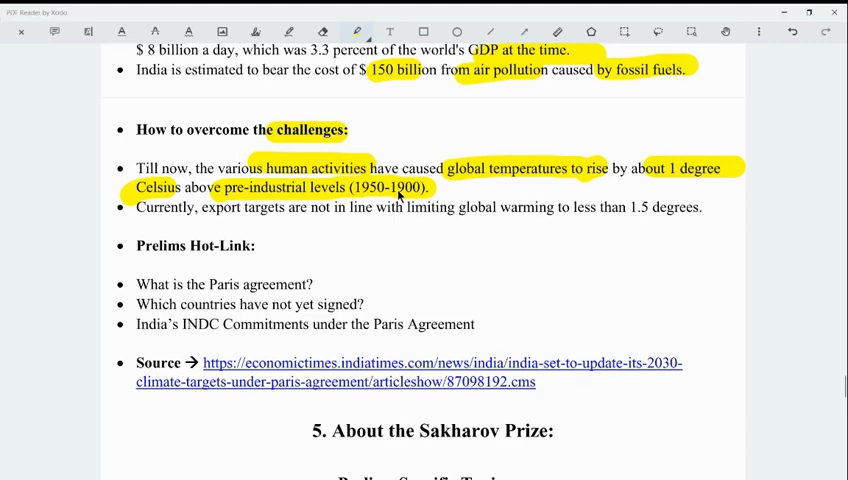 PDF Reader by Xodo
$ 8 billion a day, which was 3.3 percent of the world's GDP at the time.
• India is estimated to bear the cost of $ 150 billion from air pollution caused by fossil fuels.
• How to overcome the challenges:
• Till now, the various human activities have caused global temperatures to rise by about 1 degree
Celsius above pre-industrial levels (1950-1900).
• Currently, export targets are not in line with limiting global warming to less than 1.5 degrees.
• Prelims Hot-Link:
• What is the Paris agreement?
• Which countries have not yet signed?
• India’s INDC Commitments under the Paris Agreement
• Source → https://economictimes.indiatimes.com/news/india/india-set-to-update-its-2030-
climate-targets-under-paris-agreement/articleshow/87098192.cms
5. About the Sakharov Prize: